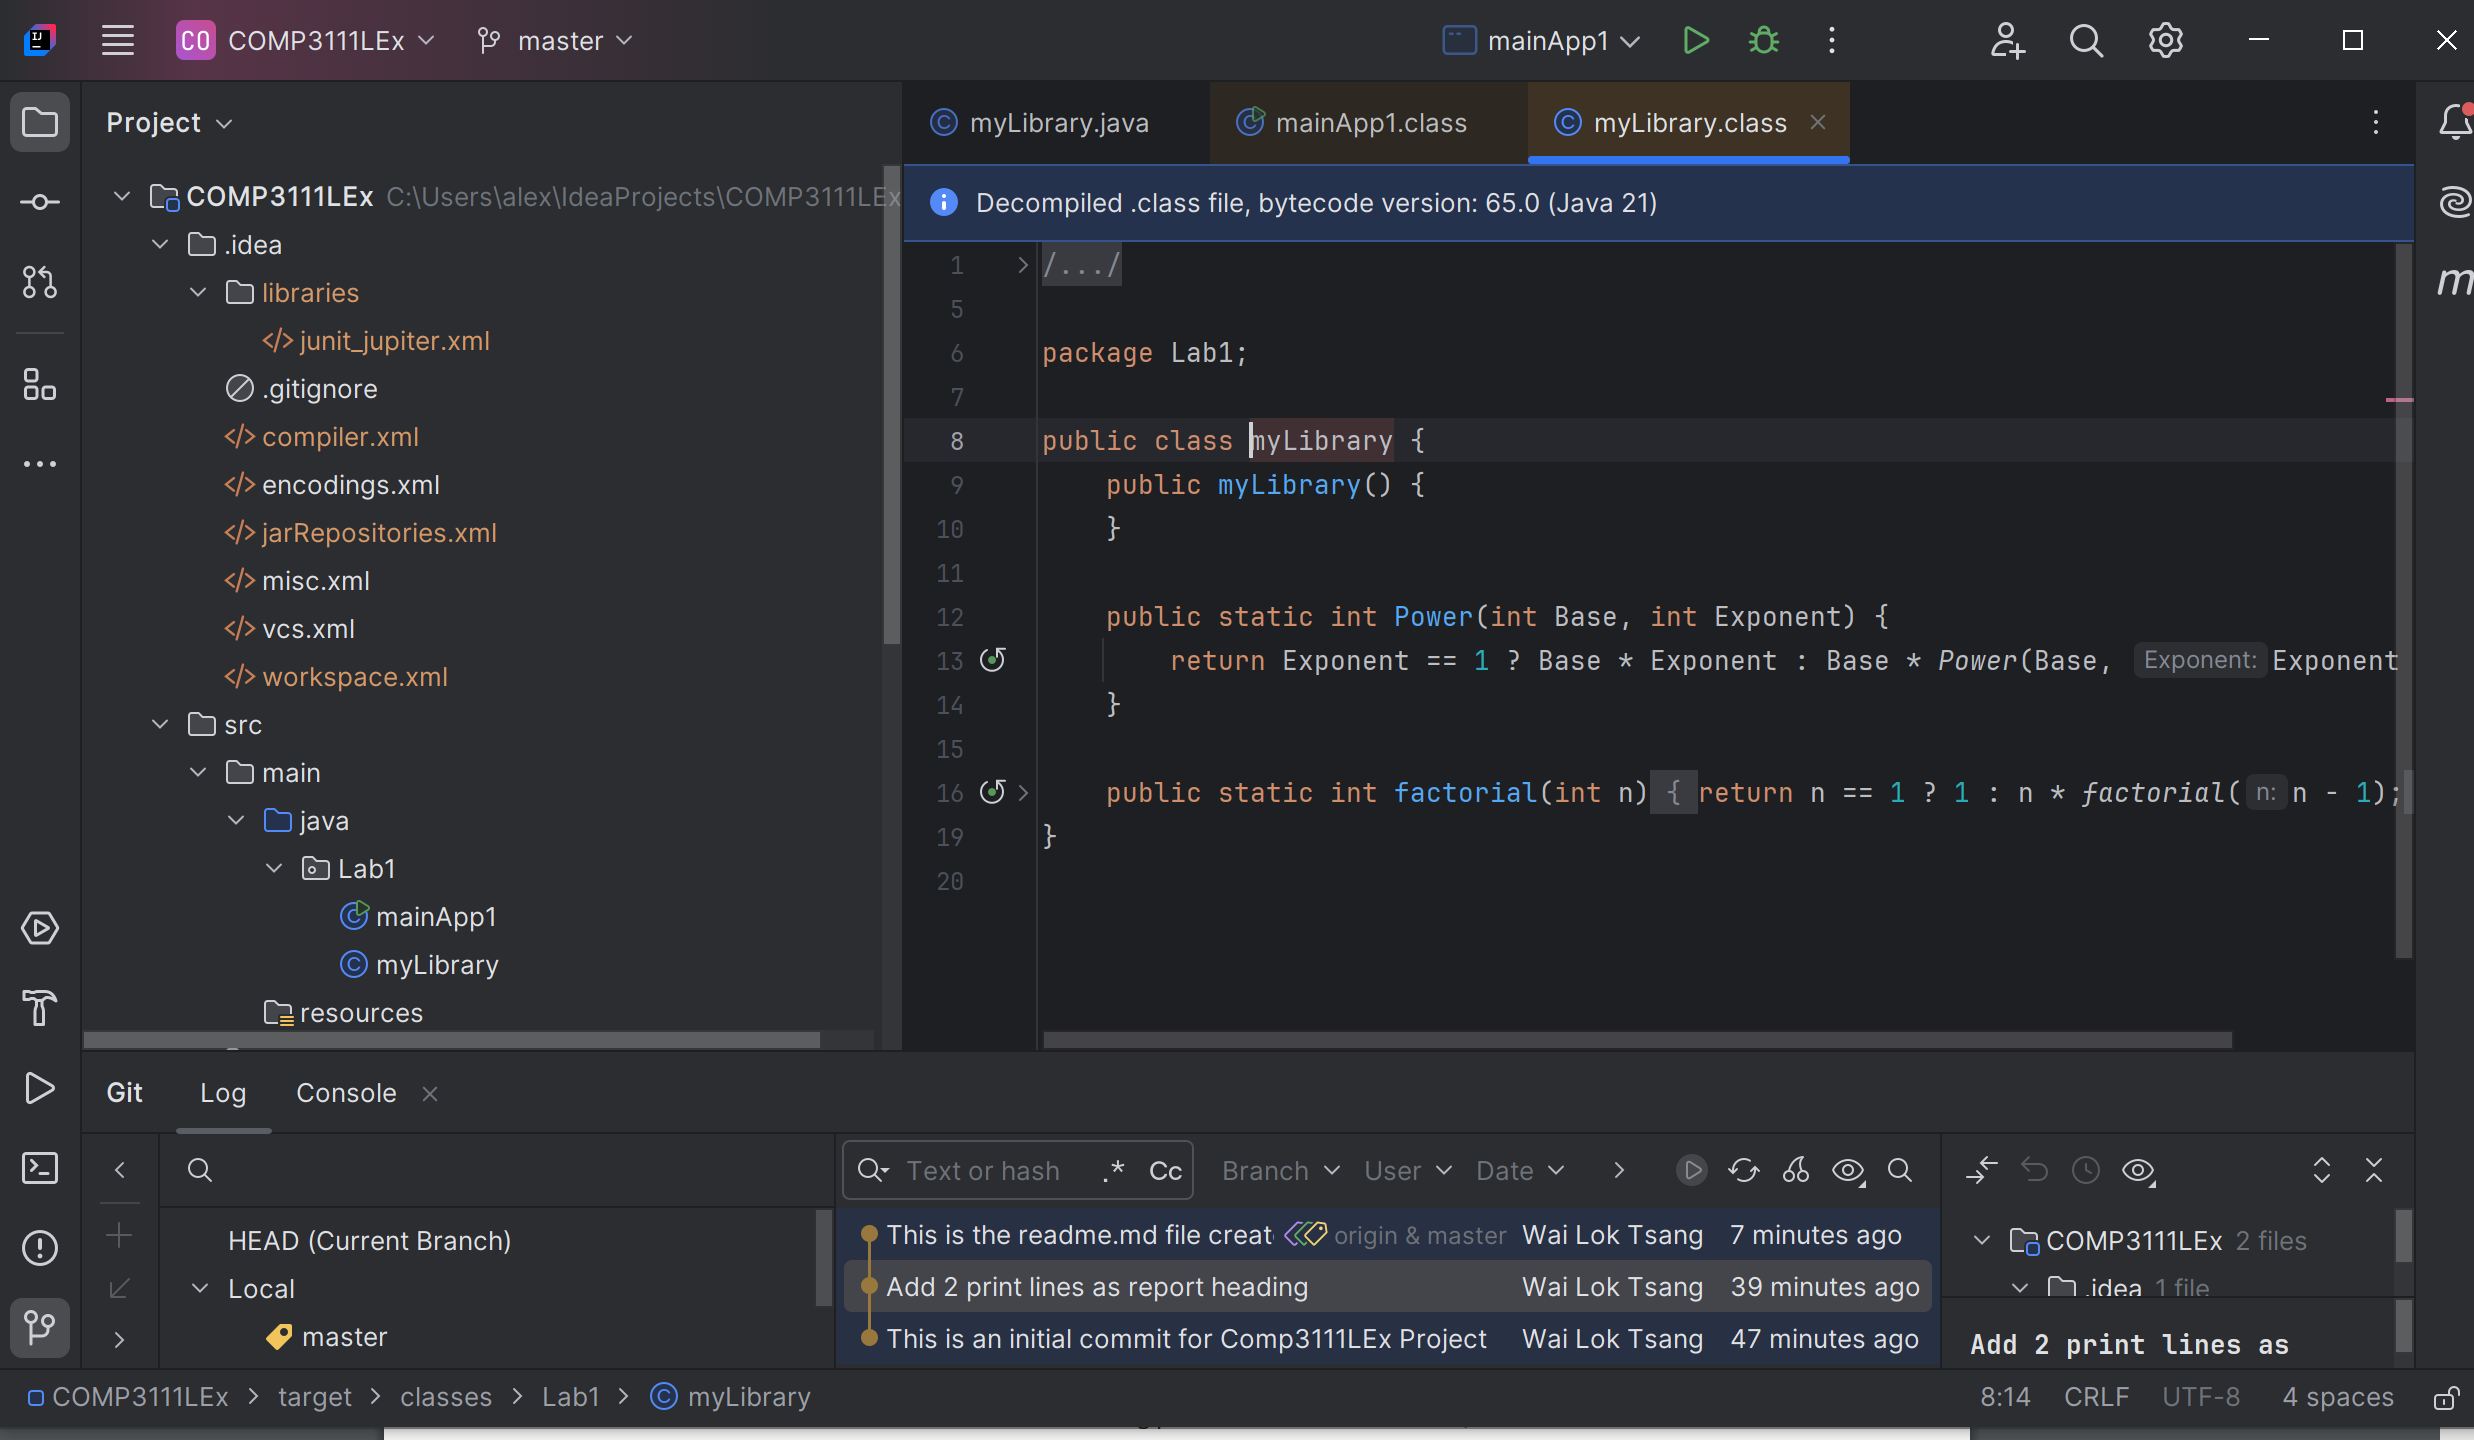 CO COMP3111LEx master mainApp1
Project
myLibrary.java mainApp1.class myLibrary.class
COMP3111LEx C:\Users\alex\IdeaProjects\COMP3111LEx
.idea
libraries
junit_jupiter.xml
.gitignore
compiler.xml
encodings.xml
jarRepositories.xml
misc.xml
vcs.xml
workspace.xml
src
main
java
Lab1
mainApp1
myLibrary
resources
Decompiled .class file, bytecode version: 65.0 (Java 21)
1 /.../
5
6 package Lab1;
7
8 public class myLibrary {
9 public myLibrary() {
10 }
11
12 public static int Power(int Base, int Exponent) {
13 return Exponent == 1 ? Base * Exponent : Base * Power(Base, Exponent: Exponent
14 }
15
16 public static int factorial(int n) { return n == 1 ? 1 : n * factorial( n: n - 1);
19 }
20
m
Git Log Console
Text or hash .* Cc Branch User Date
HEAD (Current Branch)
Local
master
This is the readme.md file creat origin & master Wai Lok Tsang 7 minutes ago
Add 2 print lines as report heading Wai Lok Tsang 39 minutes ago
This is an initial commit for Comp3111LEx Project Wai Lok Tsang 47 minutes ago
COMP3111LEx 2 files
.idea 1 file
Add 2 print lines as
COMP3111LEx > target > classes > Lab1 > myLibrary 8:14 CRLF UTF-8 4 spaces